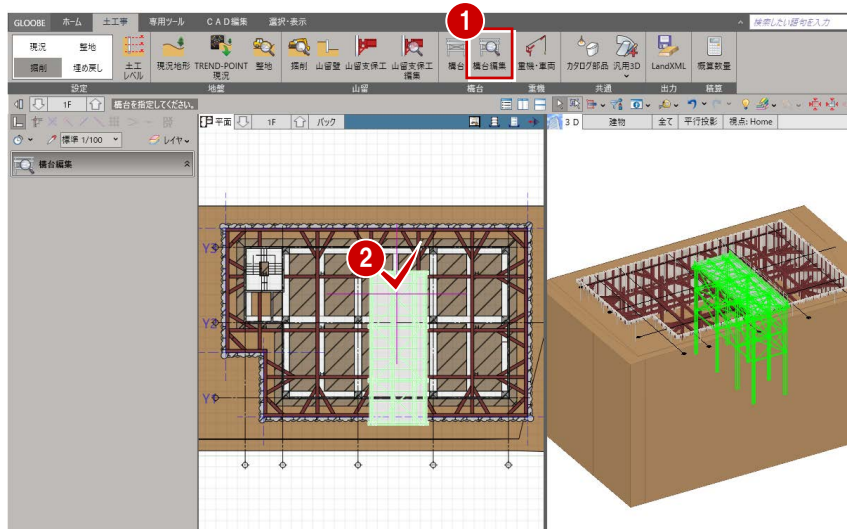 GLOOBE ホーム 土工事 専用ツール CAD編集 選択・表示 検索したい語句を入力
1
現況 整地
掘削 埋め戻し
土工レベル 現況地形 TREND-POINT現況 整地 掘削 山留壁 山留支保工 山留支保工編集 構台 構台編集 重機・車両 カタログ部品 汎用3D LandXML 概算数量
設定 地盤 山留 構台 重機 共通 出力 積算
1F 構台を指定してください。
平面 1F パック 3D 建物 全て 平行投影 視点: Home
標準 1/100 レイヤ
構台編集
2
Y3
Y2
Y1